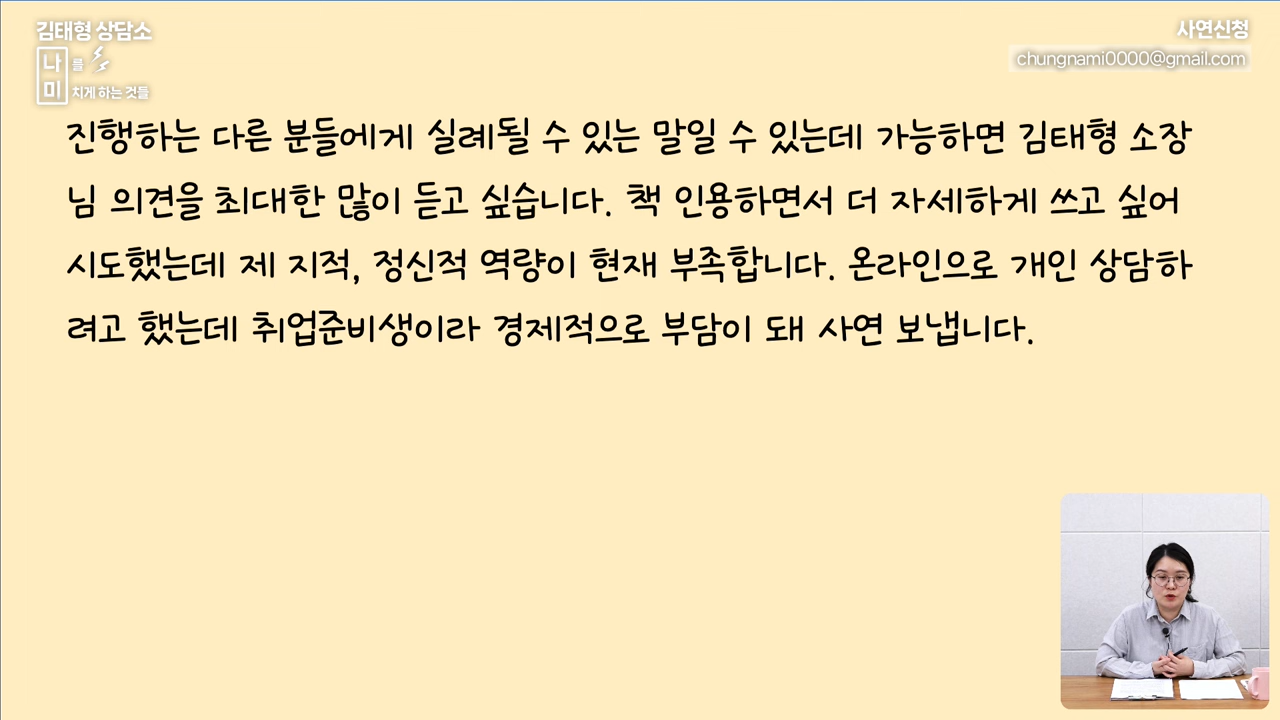 김태형 상담소
나를
미치게 하는 것들
사연신청
chungnami0000@gmail.com
진행하는 다른 분들에게 실례될 수 있는 말일 수 있는데 가능하면 김태형 소장
님 의견을 최대한 많이 듣고 싶습니다. 책 인용하면서 더 자세하게 쓰고 싶어
시도했는데 제 지적, 정신적 역량이 현재 부족합니다. 온라인으로 개인 상담하
려고 했는데 취업준비생이라 경제적으로 부담이 돼 사연 보냅니다.